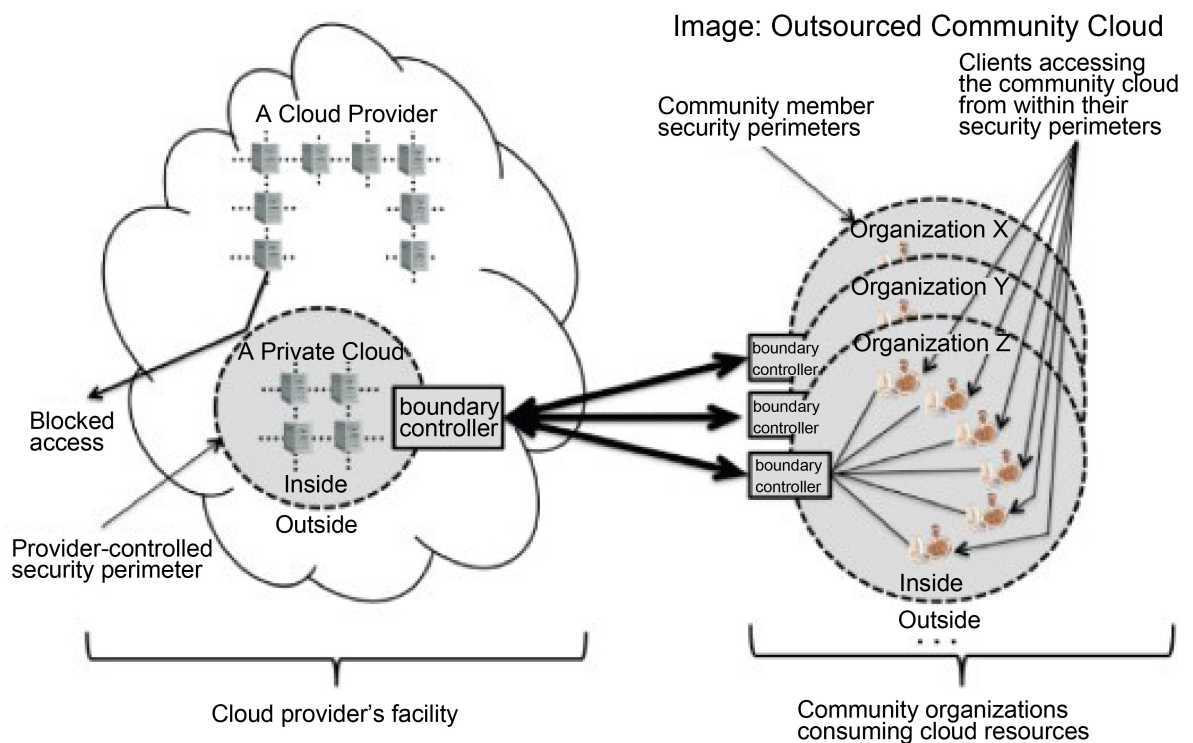 Image: Outsourced Community Cloud
A Cloud Provider
Community member
security perimeters
Clients accessing
the community cloud
from within their
security perimeters
Organization X
Organization Y
Organization Z
A Private Cloud
boundary
controller
boundary
controller
boundary
controller
boundary
controller
Blocked
access
Inside
Outside
Provider-controlled
security perimeter
Inside
Outside
. . .
Cloud provider’s facility
Community organizations
consuming cloud resources